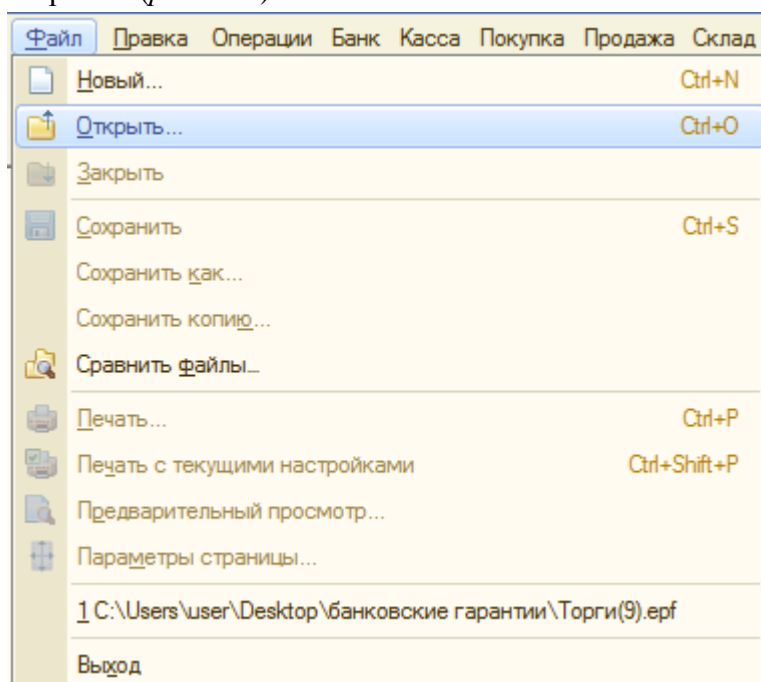 Файл Правка Операции Банк Касса Покупка Продажа Склад
Новый... Ctrl+N
Открыть... Ctrl+O
Закрыть
Сохранить Ctrl+S
Сохранить как...
Сохранить копию...
Сравнить файлы...
Печать... Ctrl+P
Печать с текущими настройками Ctrl+Shift+P
Предварительный просмотр...
Параметры страницы...
1 C:\Users\user\Desktop\банковские гарантии\Торги(9).epf
Выход